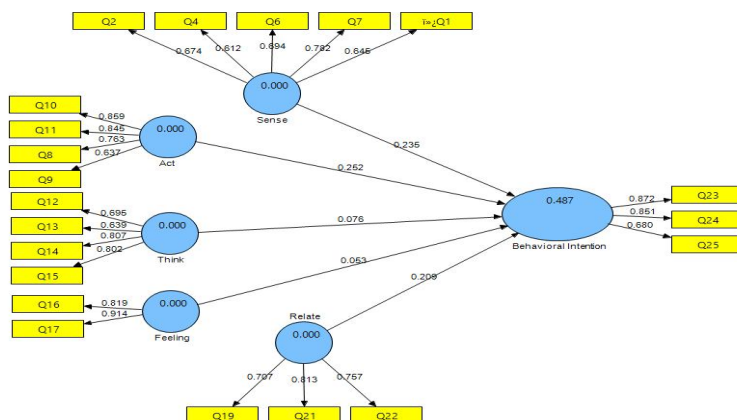 Q2 Q4 Q6 Q7 ï»¿Q1
0.674 0.612 0.694 0.782 0.645
0.000
Sense
Q10
Q11
Q8
Q9
0.859
0.845
0.763
0.637
0.000
Act
0.235
0.252
Q12
Q13
Q14
Q15
0.695
0.639
0.807
0.802
0.000
Think
0.076
0.487
Behavioral Intention
0.872
0.851
0.680
Q23
Q24
Q25
Q16
Q17
0.819
0.914
0.000
Feeling
0.053
Relate
0.000
0.209
0.707 0.813 0.757
Q19 Q21 Q22